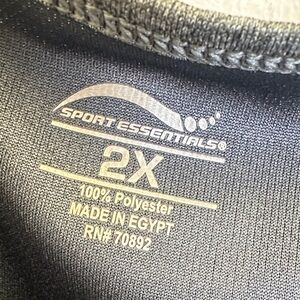 SPORT ESSENTIALS®
2X
100% Polyester
MADE IN EGYPT
RN# 70892